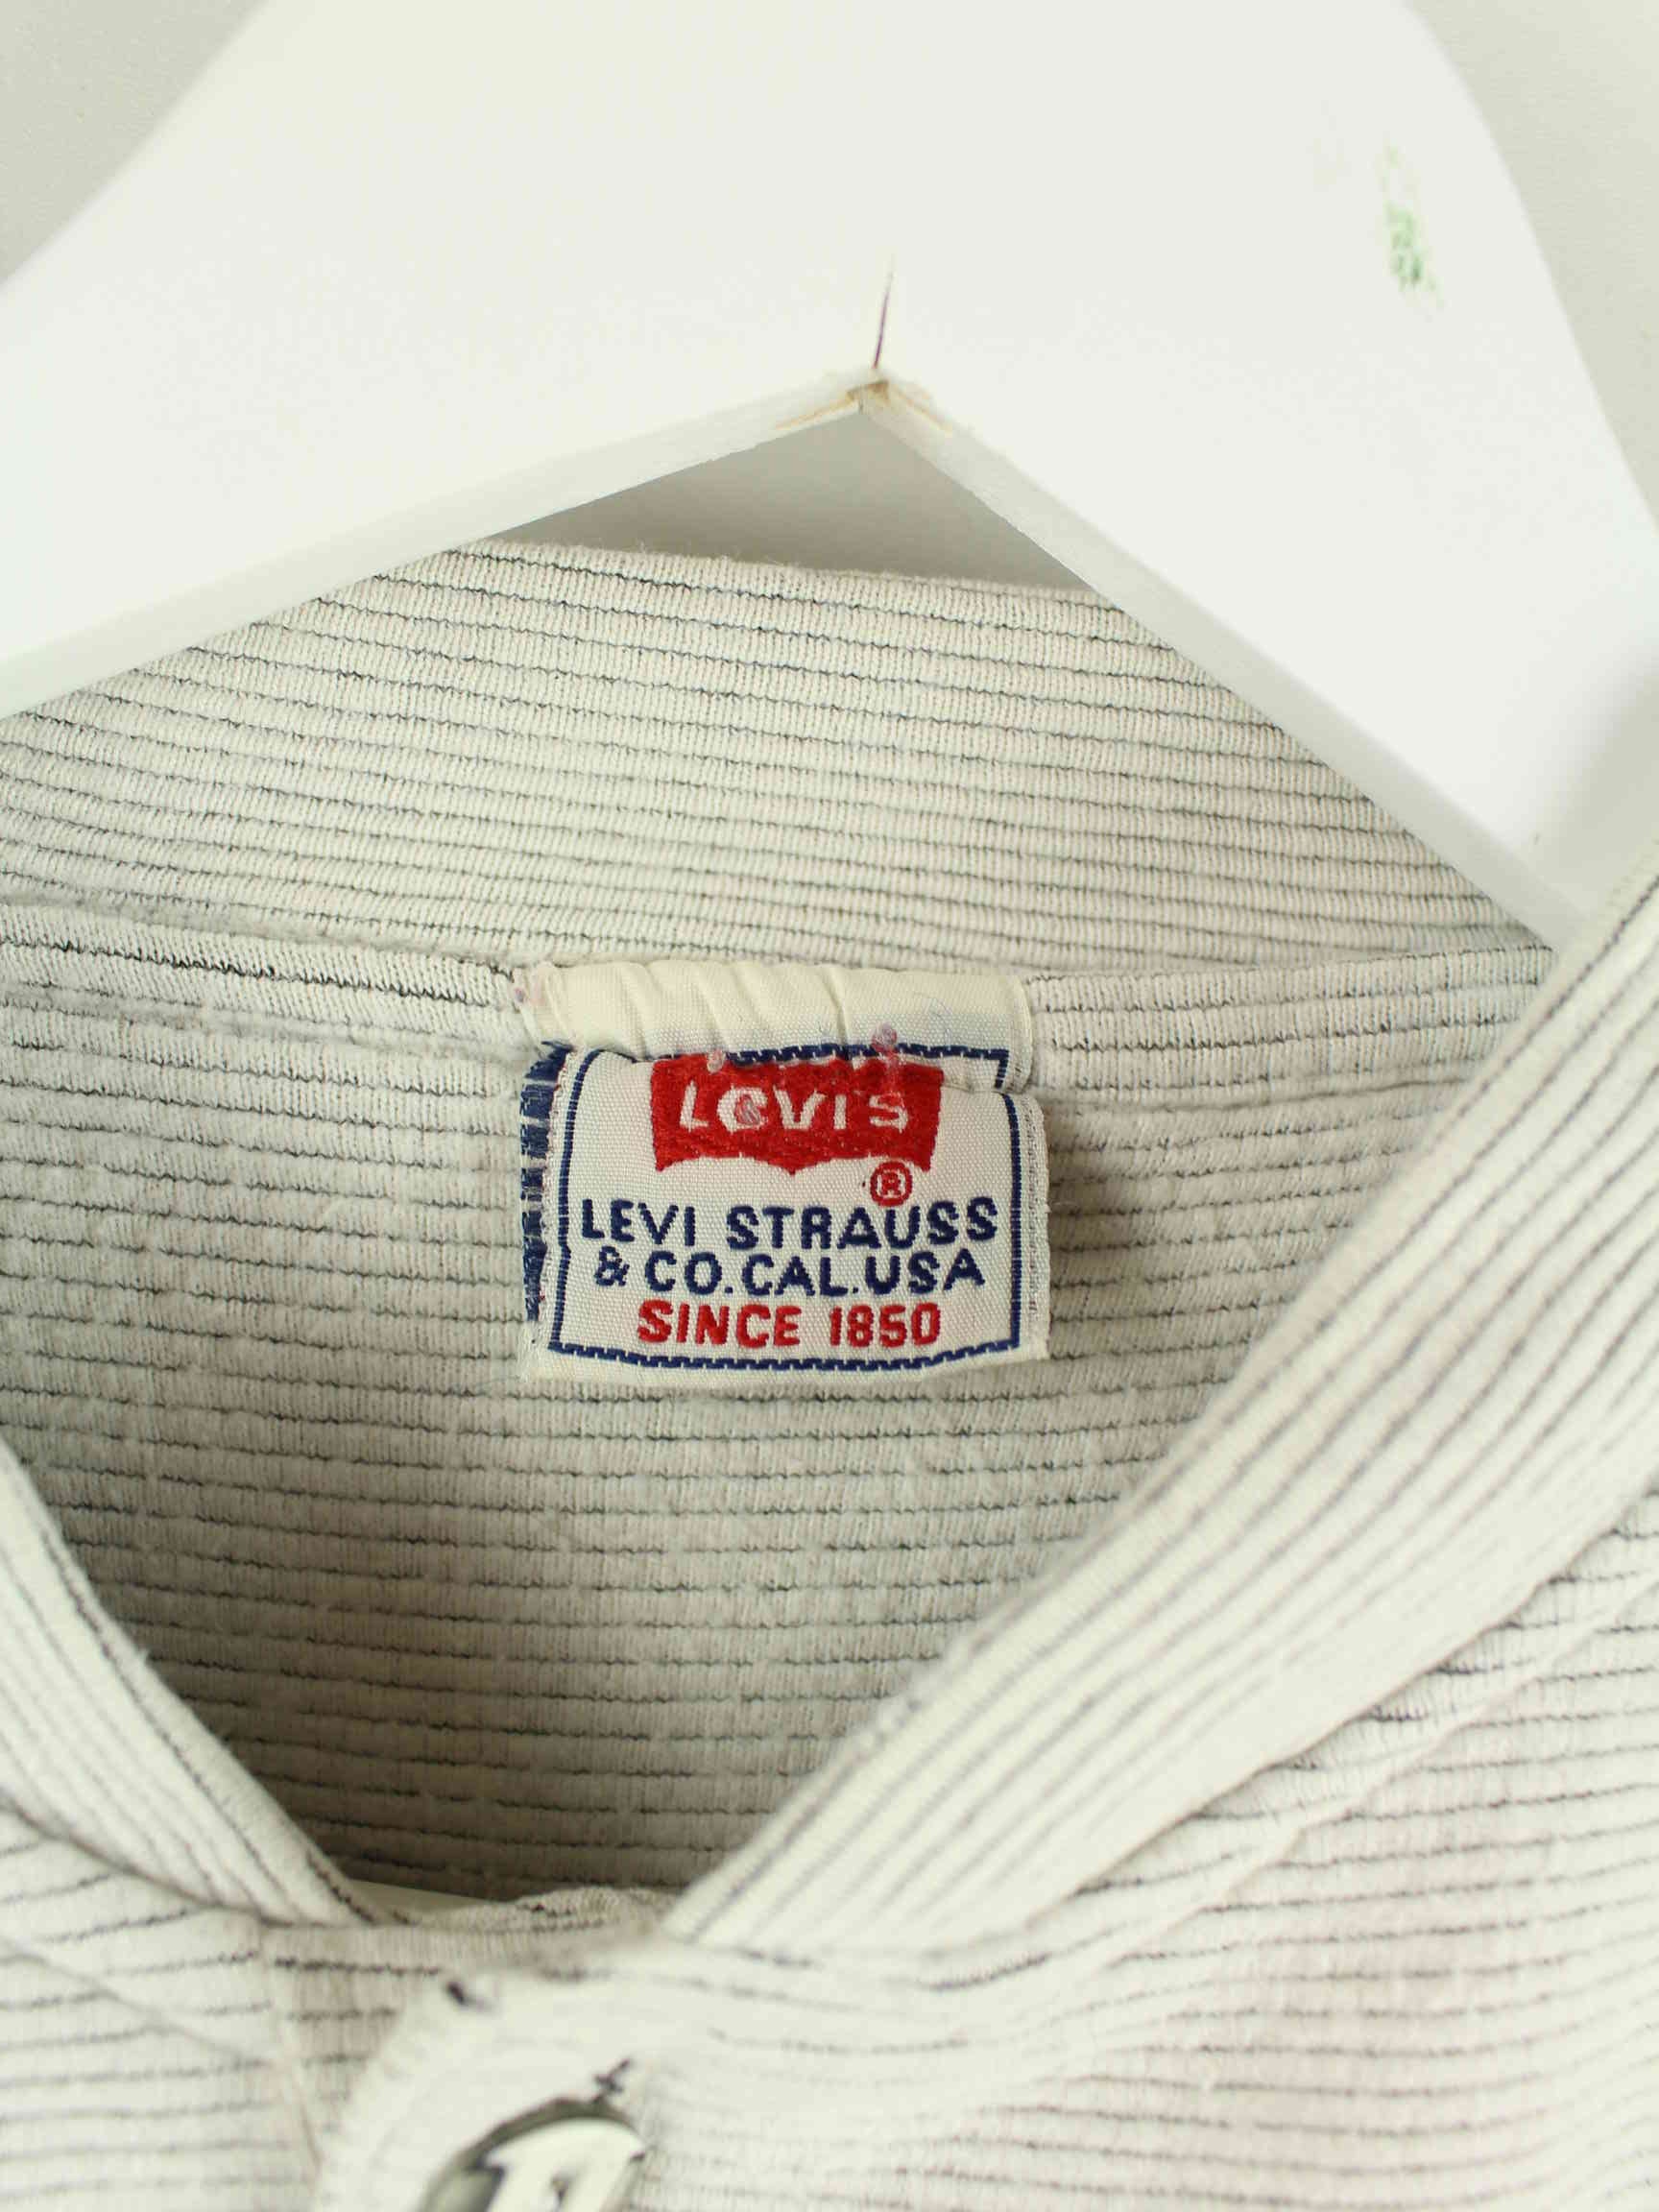 LEVI'S
®
LEVI STRAUSS
& CO.CAL.USA
SINCE 1850